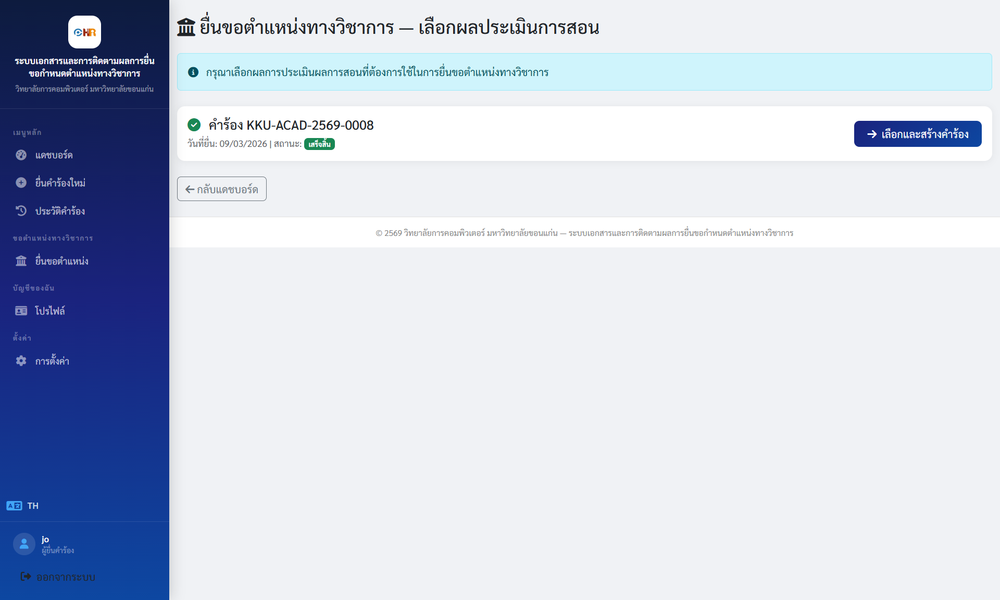 HR
ระบบเอกสารและการติดตามผลการยื่น
ขอกำหนดตำแหน่งทางวิชาการ
วิทยาลัยการคอมพิวเตอร์ มหาวิทยาลัยขอนแก่น
เมนูหลัก
แดชบอร์ด
ยื่นคำร้องใหม่
ประวัติคำร้อง
ขอตำแหน่งทางวิชาการ
ยื่นขอตำแหน่ง
บัญชีของฉัน
โปรไฟล์
ตั้งค่า
การตั้งค่า
TH
jo
ผู้ยื่นคำร้อง
ออกจากระบบ
ยื่นขอตำแหน่งทางวิชาการ — เลือกผลประเมินการสอน
กรุณาเลือกผลการประเมินผลการสอนที่ต้องการใช้ในการยื่นขอตำแหน่งทางวิชาการ
คำร้อง KKU-ACAD-2569-0008
วันที่ยื่น: 09/03/2026 | สถานะ: เสร็จสิ้น
เลือกและสร้างคำร้อง
กลับแดชบอร์ด
© 2569 วิทยาลัยการคอมพิวเตอร์ มหาวิทยาลัยขอนแก่น — ระบบเอกสารและการติดตามผลการยื่นขอกำหนดตำแหน่งทางวิชาการ